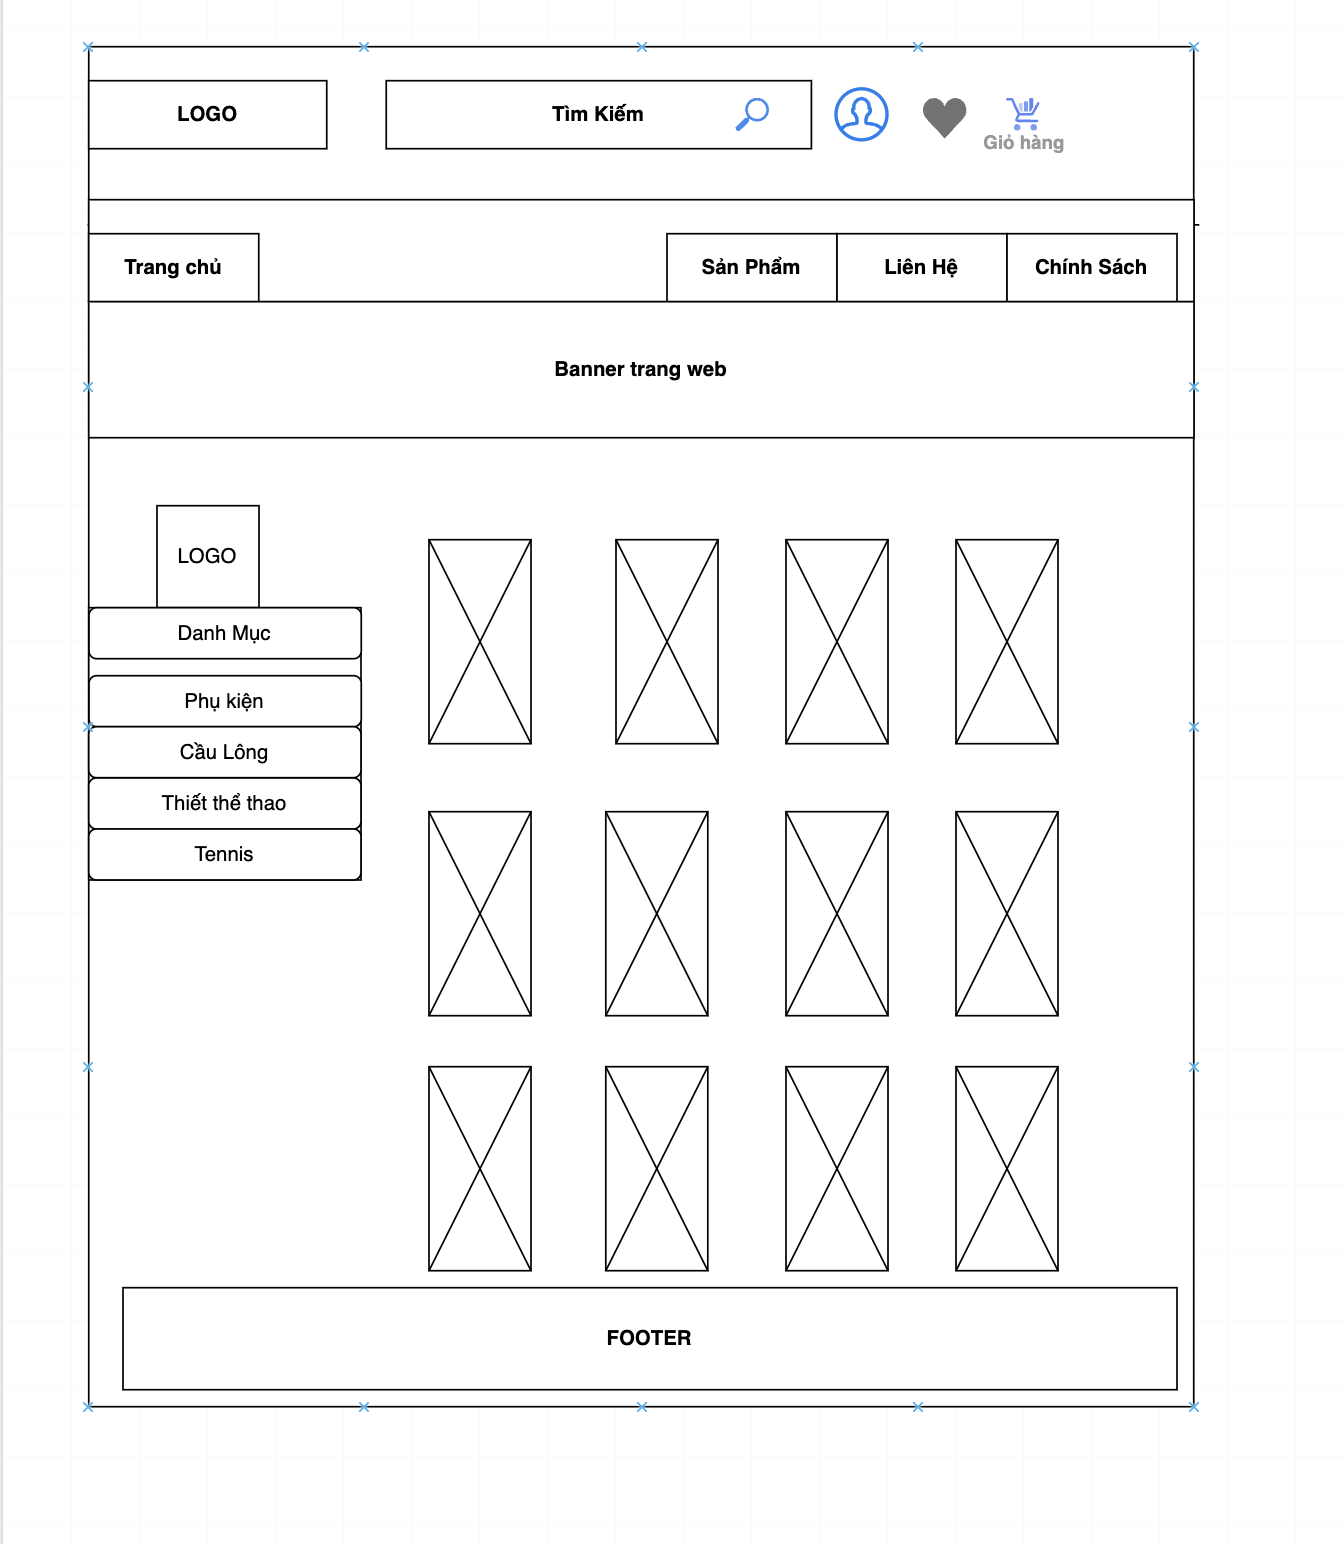 LOGO
Tìm Kiếm
Giỏ hàng
Trang chủ
Sản Phẩm
Liên Hệ
Chính Sách
Banner trang web
LOGO
Danh Mục
Phụ kiện
Cầu Lông
Thiết thể thao
Tennis
FOOTER